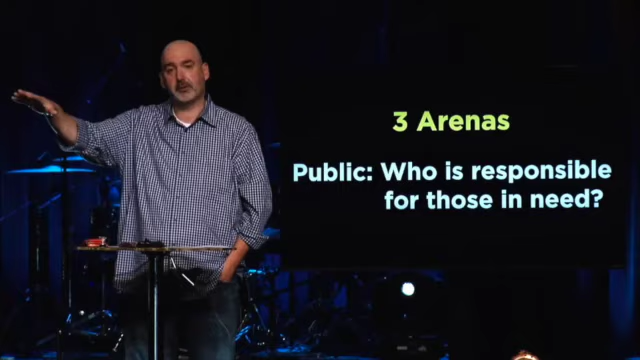 3 Arenas
Public: Who is responsible
for those in need?